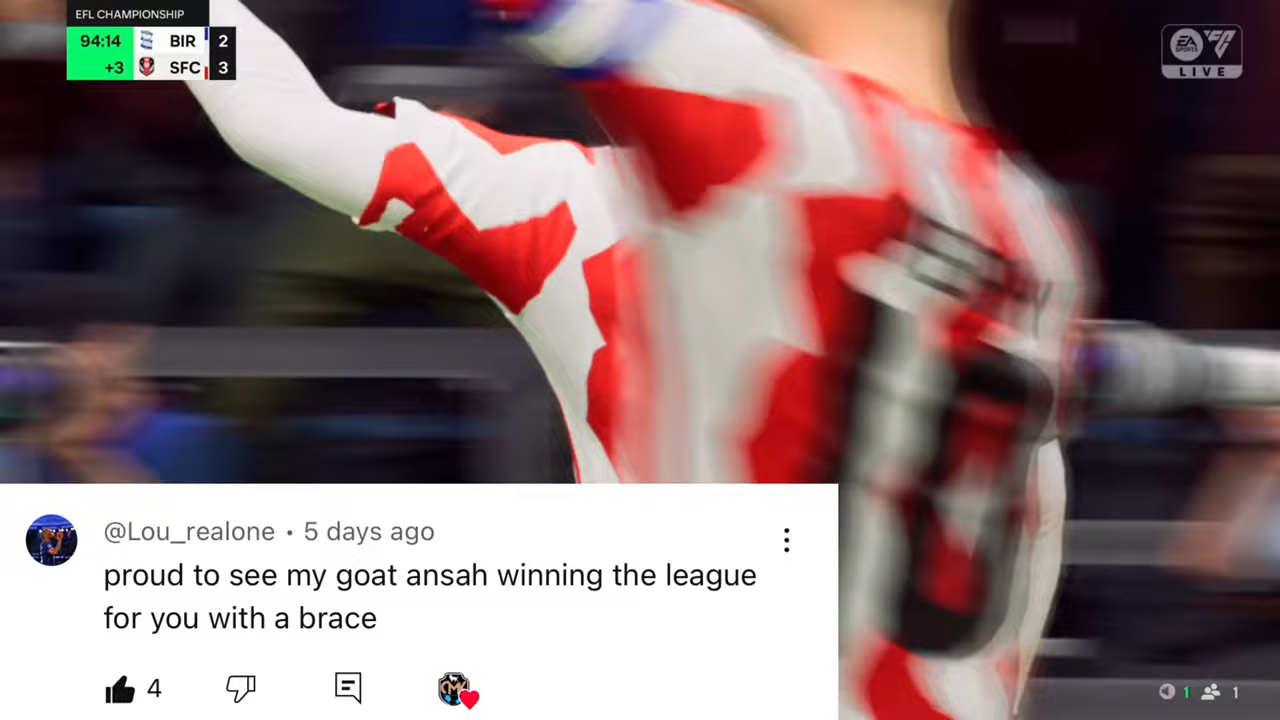 EFL CHAMPIONSHIP
94:14 BIR 2
+3 SFC 3
EA SPORTS FC
LIVE
@Lou_realone • 5 days ago
proud to see my goat ansah winning the league
for you with a brace
4
1 1